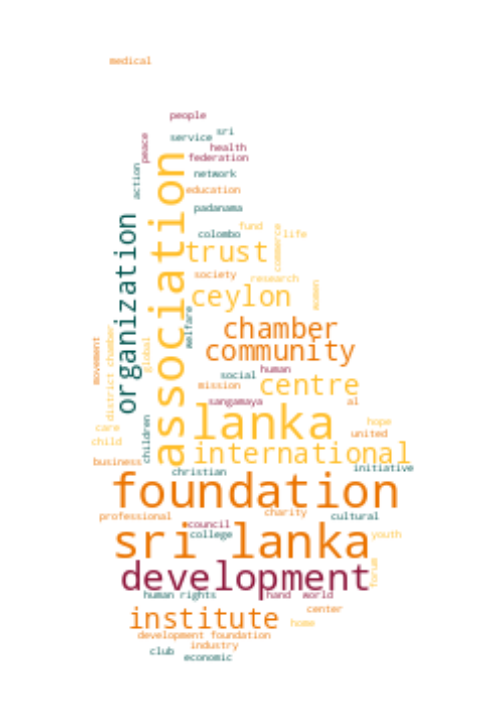 medical
people
sri
service
peace
health
federation
network
action
education
padanama
association
organization
fund
colombo
life
commerce
trust
society
research
ceylon
women
welfare
chamber
community
movement
district chamber
global
human
social
centre
mission
sangamaya
al
lanka
hope
care
united
child
children
international
business
initiative
christian
foundation
charity
professional
cultural
council
sri lanka
college
youth
development
forum
human rights
hand
world
center
institute
home
development foundation
industry
club
economic